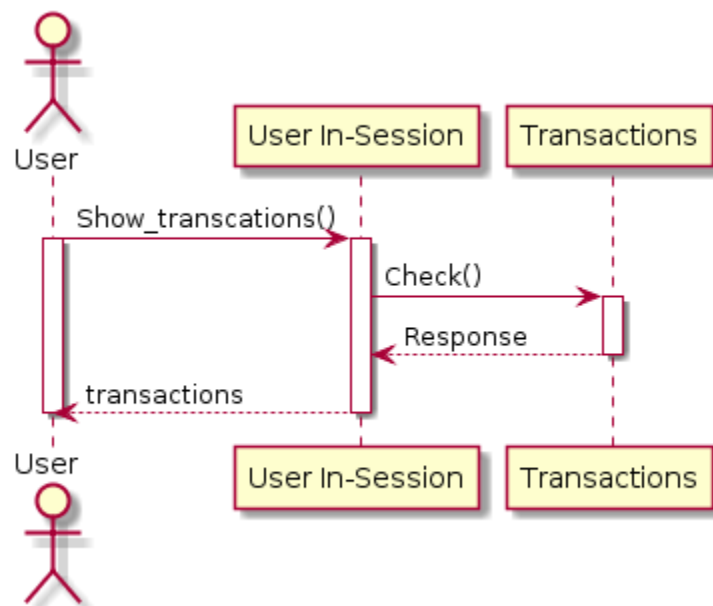 User
User In-Session
Transactions
Show_transcations()
Check()
Response
transactions
User
User In-Session
Transactions